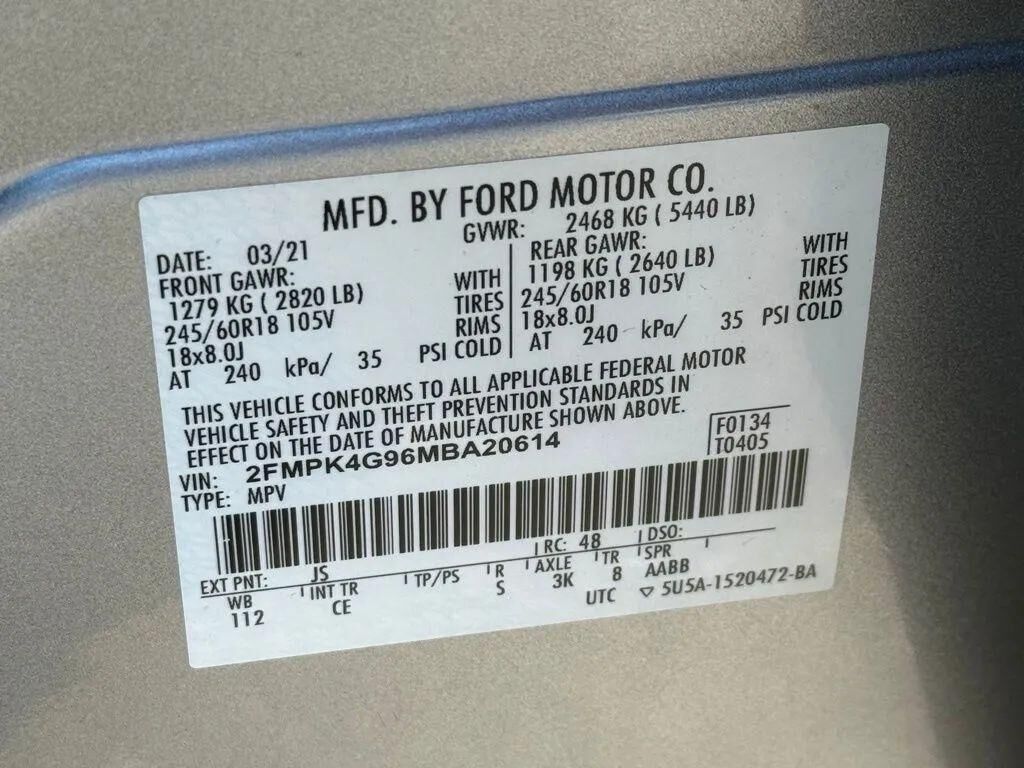 MFD. BY FORD MOTOR CO.
DATE: 03/21 GVWR: 2468 KG ( 5440 LB)
FRONT GAWR: REAR GAWR:
1279 KG ( 2820 LB) WITH 1198 KG ( 2640 LB) WITH
245/60R18 105V TIRES 245/60R18 105V TIRES
18x8.0J RIMS 18x8.0J RIMS
AT 240 kPa/ 35 PSI COLD AT 240 kPa/ 35 PSI COLD
THIS VEHICLE CONFORMS TO ALL APPLICABLE FEDERAL MOTOR
VEHICLE SAFETY AND THEFT PREVENTION STANDARDS IN
EFFECT ON THE DATE OF MANUFACTURE SHOWN ABOVE.
VIN: 2FMPK4G96MBA20614 F0134
TYPE: MPV T0405
EXT PNT: JS RC: 48 DSO:
WB INT TR TP/PS R AXLE TR SPR
112 CE S 3K 8 AABB
UTC ▽ 5U5A-1520472-BA